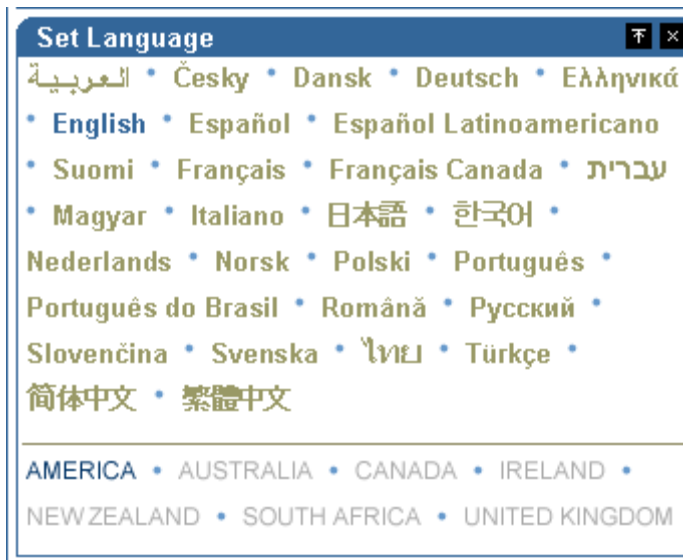 Set Language
العربية • Česky • Dansk • Deutsch • Ελληνικά
• English • Español • Español Latinoamericano
• Suomi • Français • Français Canada • עברית
• Magyar • Italiano • 日本語 • 한국어 •
Nederlands • Norsk • Polski • Português •
Português do Brasil • Română • Русский •
Slovenčina • Svenska • ไทย • Türkçe •
简体中文 • 繁體中文
AMERICA • AUSTRALIA • CANADA • IRELAND •
NEW ZEALAND • SOUTH AFRICA • UNITED KINGDOM